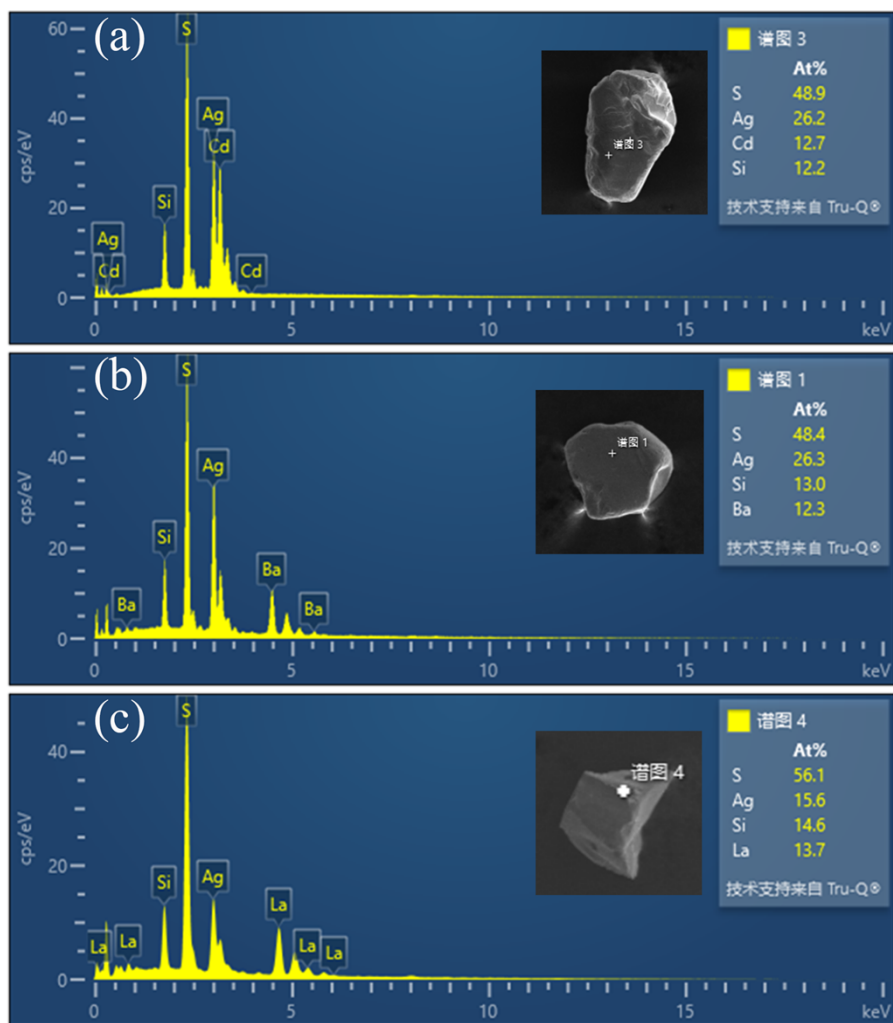 (a)
60
40
20
0
cps/eV
S
Ag
Cd
Si
Ag
Cd
Cd
0
5
10
15
keV
谱图 3
谱图 3
At%
S 48.9
Ag 26.2
Cd 12.7
Si 12.2
技术支持来自 Tru-Q®
(b)
40
20
0
cps/eV
S
Ag
Si
Ba
Ba
Ba
0
5
10
15
keV
谱图 1
谱图 1
At%
S 48.4
Ag 26.3
Si 13.0
Ba 12.3
技术支持来自 Tru-Q®
(c)
40
20
0
cps/eV
S
Si
Ag
La
La
La
La
La
0
5
10
15
keV
谱图 4
谱图 4
At%
S 56.1
Ag 15.6
Si 14.6
La 13.7
技术支持来自 Tru-Q®